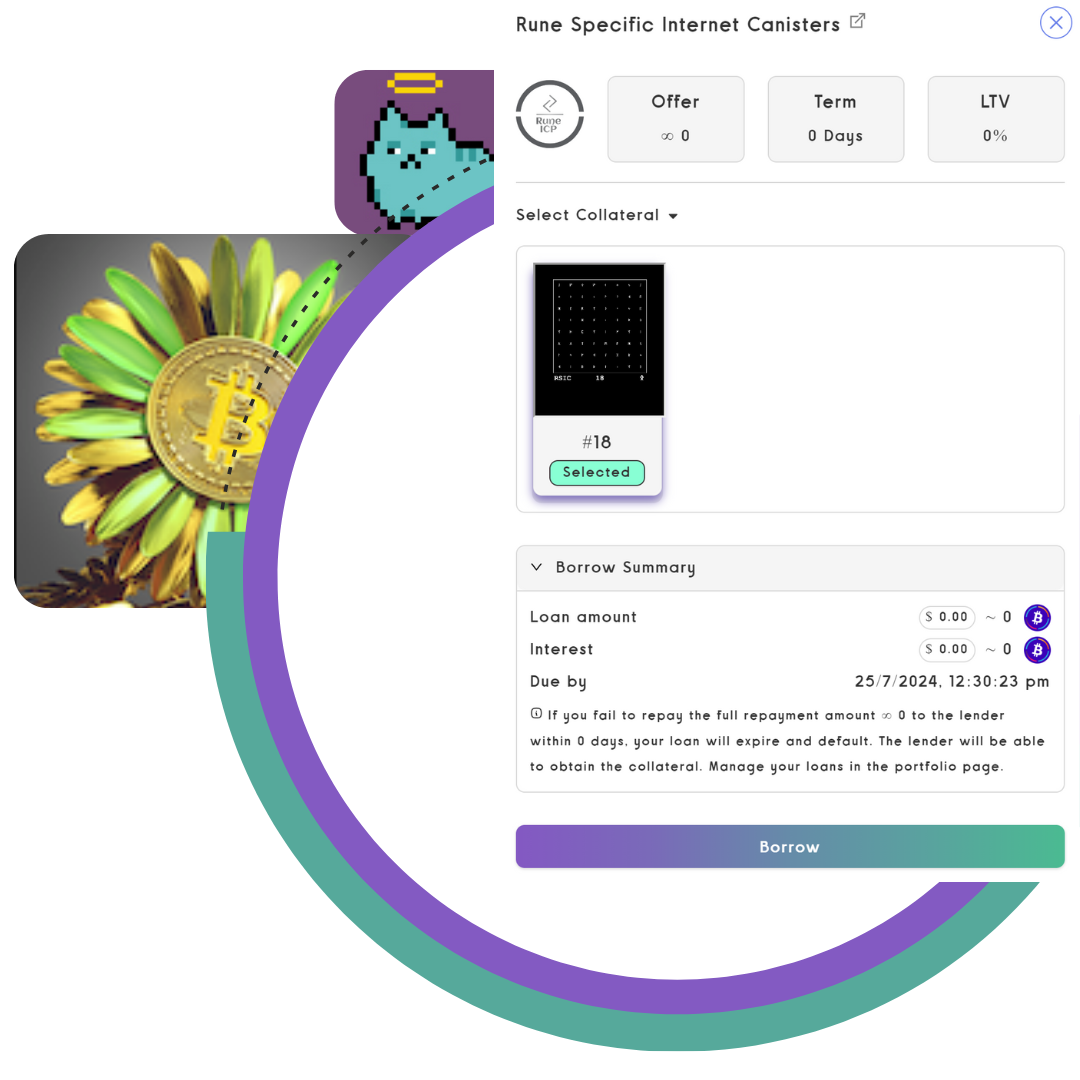 Rune Specific Internet Canisters
Rune
ICP
Offer
∞ 0
Term
0 Days
LTV
0%
Select Collateral
RSIC 18
#18
Selected
Borrow Summary
Loan amount $ 0.00 ~ 0
Interest $ 0.00 ~ 0
Due by 25/7/2024, 12:30:23 pm
If you fail to repay the full repayment amount ∞ 0 to the lender
within 0 days, your loan will expire and default. The lender will be able
to obtain the collateral. Manage your loans in the portfolio page.
Borrow